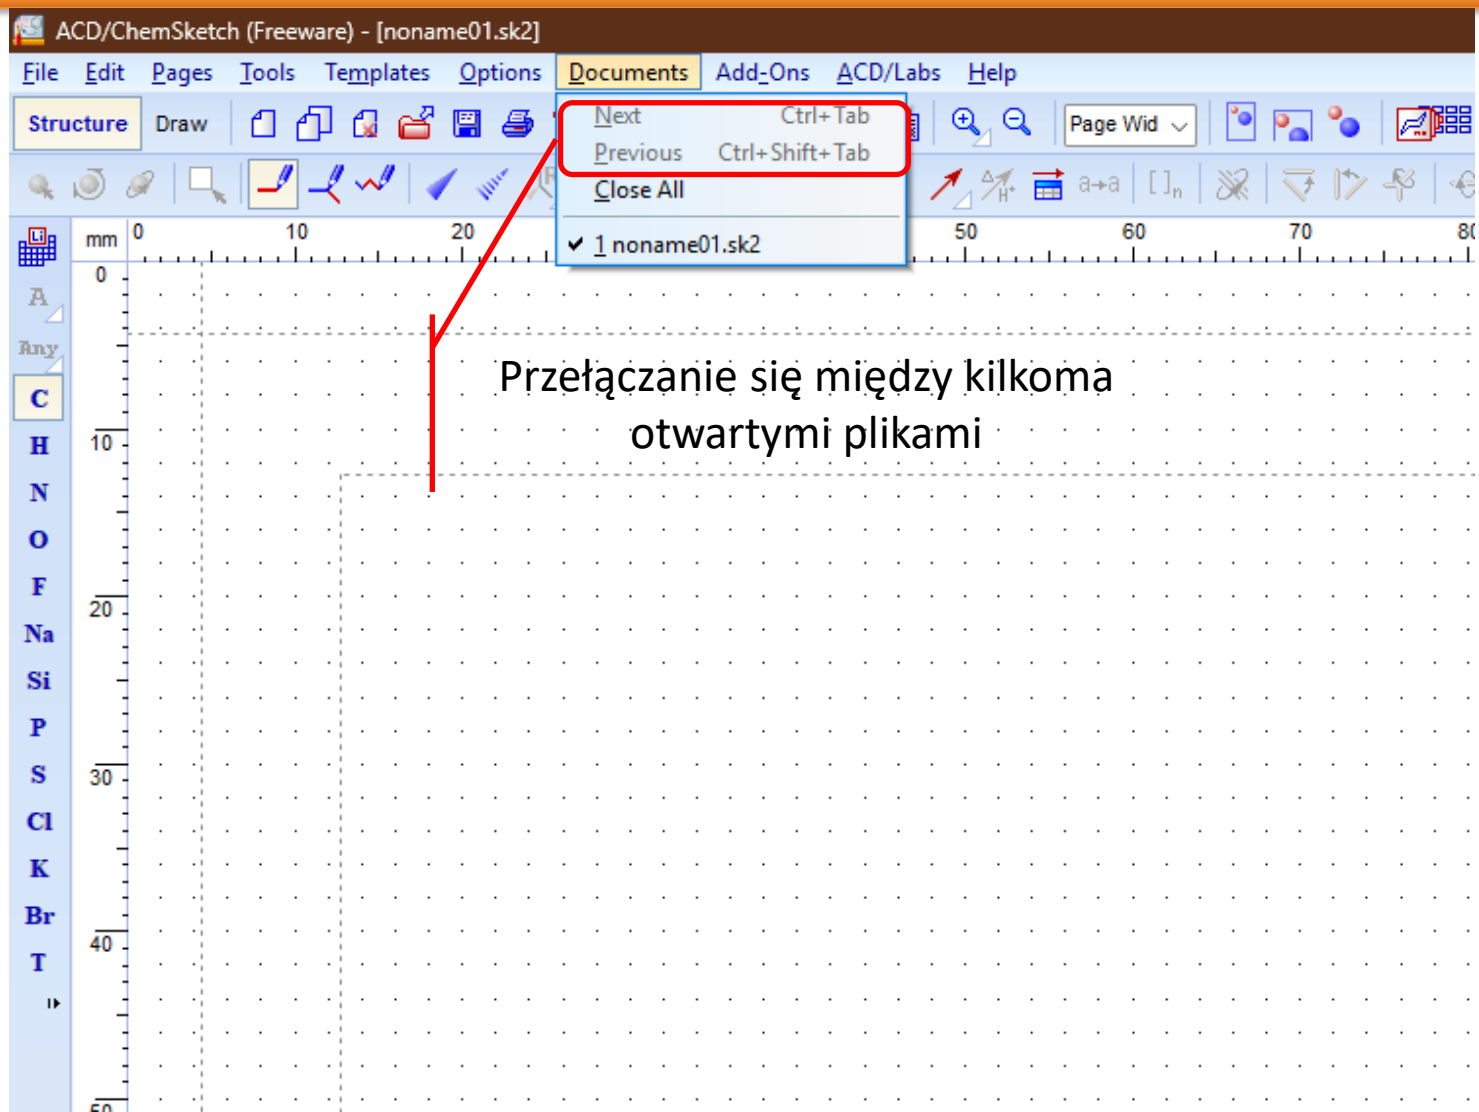 ACD/ChemSketch (Freeware) - [noname01.sk2]
File Edit Pages Tools Templates Options Documents Add-Ons ACD/Labs Help
Structure Draw Page Wid
Next Ctrl+Tab
Previous Ctrl+Shift+Tab
Close All
1 noname01.sk2
a→a [ ]n
Li
mm 0 10 20 50 60 70 80
0
A
Any
C
H 10
N
O
F
20
Na
Si
P
S 30
Cl
K
Br
40
T
50
Przełączanie się między kilkoma
otwartymi plikami